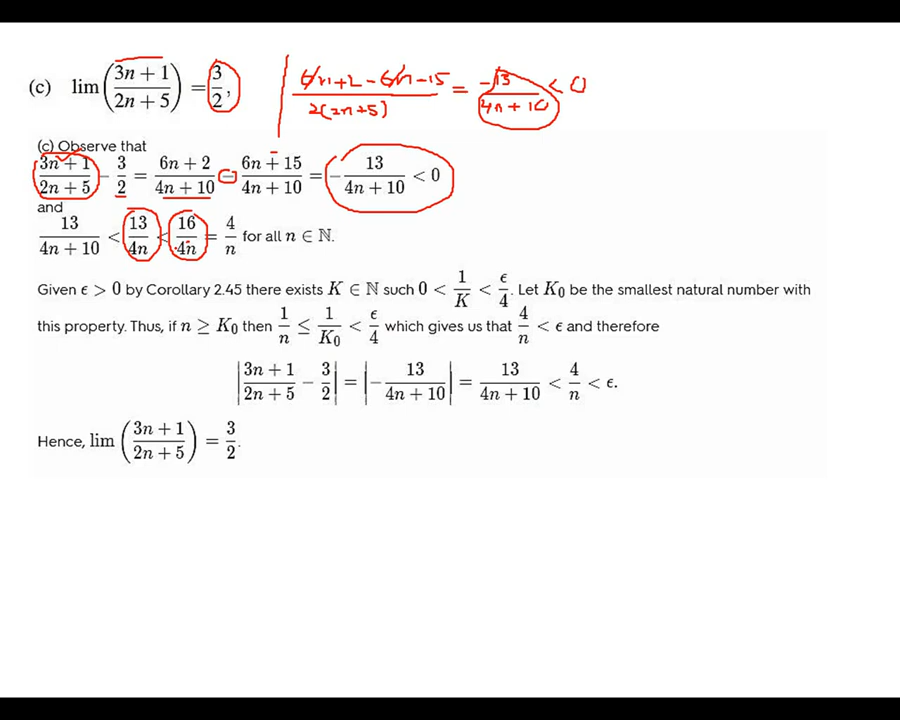 (c) lim(3n + 1 / 2n + 5) = 3/2, | 6n+2 - 6n - 15 / 2(2n+5) = -13 / 4n + 10 < 0
(c) Observe that
3n + 1 / 2n + 5 - 3/2 = 6n + 2 / 4n + 10 - 6n + 15 / 4n + 10 = - 13 / 4n + 10 < 0
and
13 / 4n + 10 < 13 / 4n < 16 / 4n = 4/n for all n ∈ ℕ.
Given ϵ > 0 by Corollary 2.45 there exists K ∈ ℕ such 0 < 1/K < ϵ/4. Let K₀ be the smallest natural number with
this property. Thus, if n ≥ K₀ then 1/n ≤ 1/K₀ < ϵ/4 which gives us that 4/n < ϵ and therefore
|3n + 1 / 2n + 5 - 3/2| = |- 13 / 4n + 10| = 13 / 4n + 10 < 4/n < ϵ.
Hence, lim (3n + 1 / 2n + 5) = 3/2.